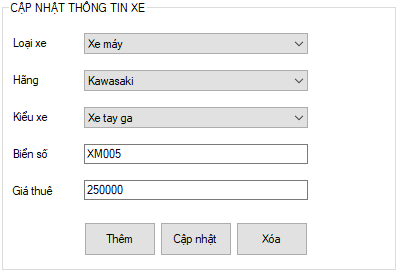 CẬP NHẬT THÔNG TIN XE
Loại xe Xe máy
Hãng Kawasaki
Kiểu xe Xe tay ga
Biển số XM005
Giá thuê 250000
Thêm Cập nhật Xóa